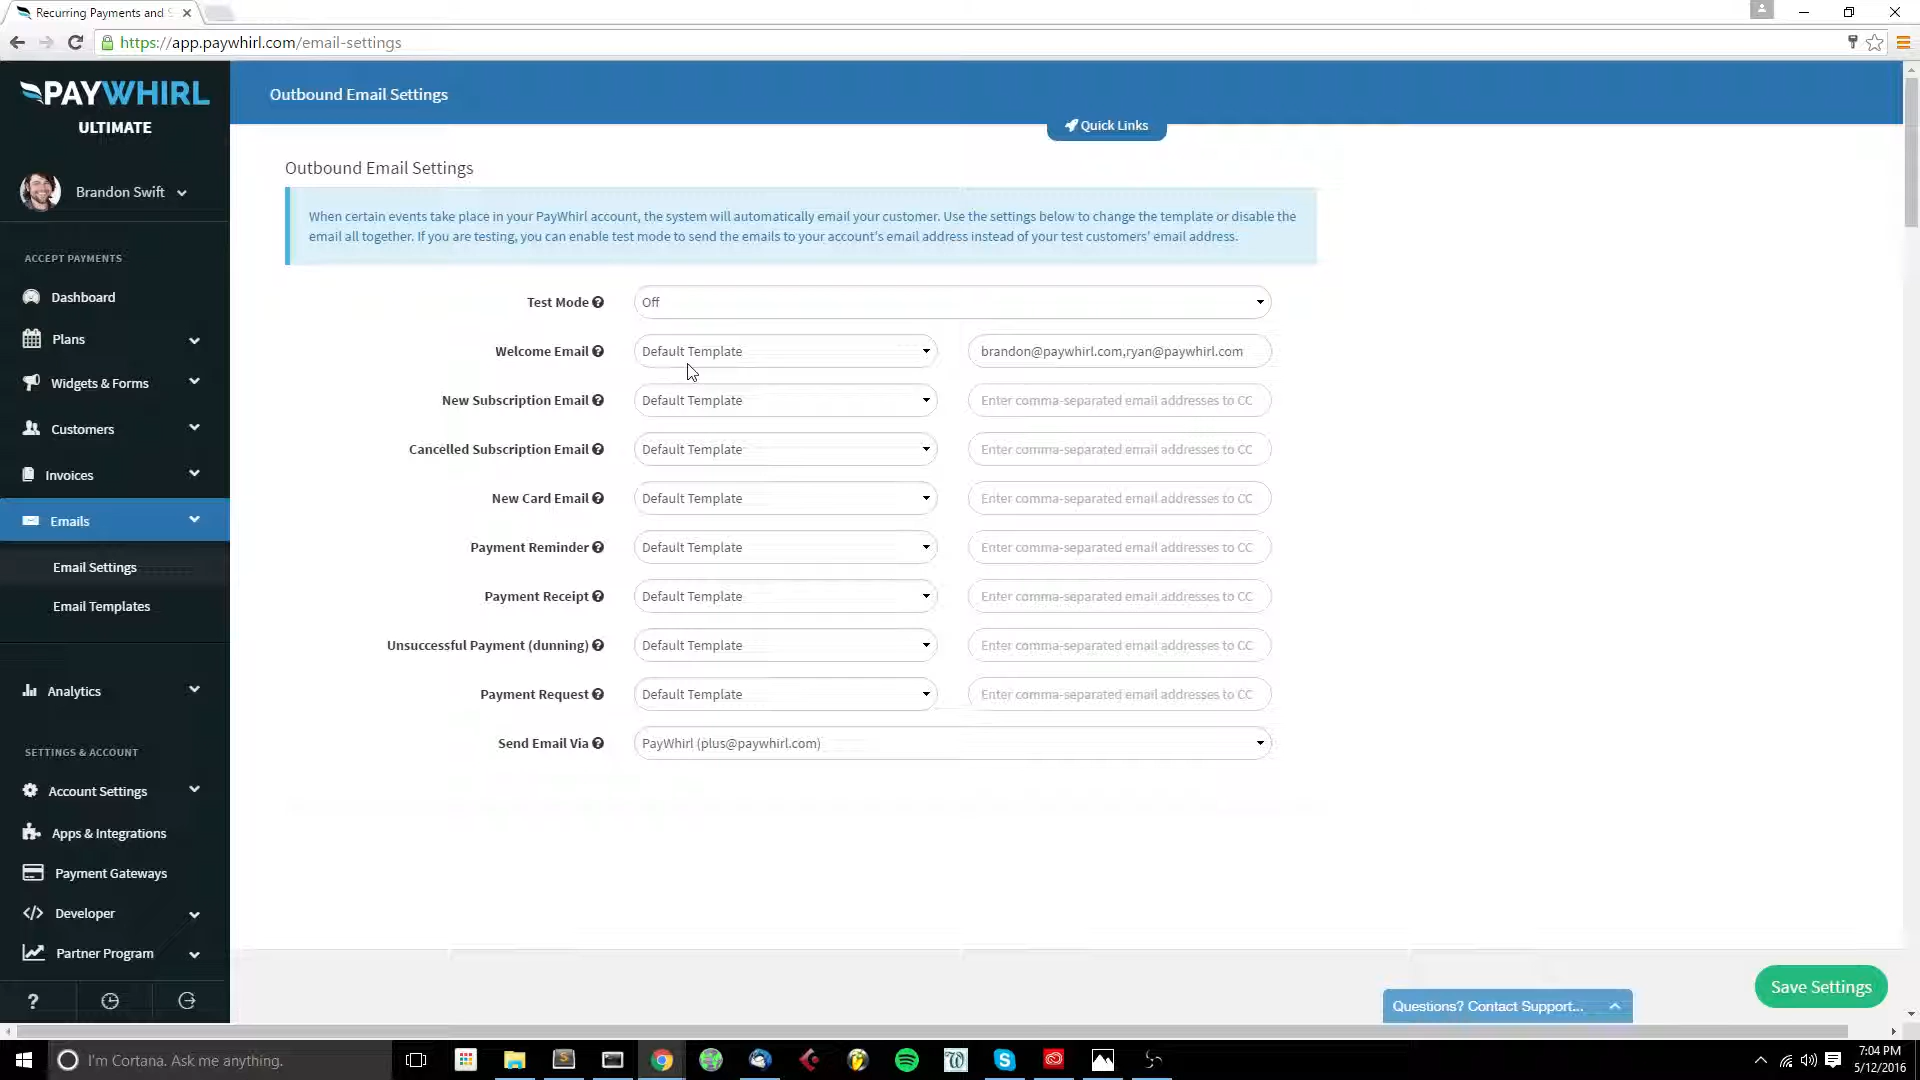 Recurring Payments and S
https://app.paywhirl.com/email-settings
PAYWHIRL
ULTIMATE
Brandon Swift
ACCEPT PAYMENTS
Dashboard
Plans
Widgets & Forms
Customers
Invoices
Emails
Email Settings
Email Templates
Analytics
SETTINGS & ACCOUNT
Account Settings
Apps & Integrations
Payment Gateways
Developer
Partner Program
?
Outbound Email Settings
Quick Links
Outbound Email Settings
When certain events take place in your PayWhirl account, the system will automatically email your customer. Use the settings below to change the template or disable the
email all together. If you are testing, you can enable test mode to send the emails to your account's email address instead of your test customers' email address.
Test Mode ? Off
Welcome Email ? Default Template brandon@paywhirl.com,ryan@paywhirl.com
New Subscription Email ? Default Template Enter comma-separated email addresses to CC
Cancelled Subscription Email ? Default Template Enter comma-separated email addresses to CC
New Card Email ? Default Template Enter comma-separated email addresses to CC
Payment Reminder ? Default Template Enter comma-separated email addresses to CC
Payment Receipt ? Default Template Enter comma-separated email addresses to CC
Unsuccessful Payment (dunning) ? Default Template Enter comma-separated email addresses to CC
Payment Request ? Default Template Enter comma-separated email addresses to CC
Send Email Via ? PayWhirl (plus@paywhirl.com)
Save Settings
Questions? Contact Support...
I'm Cortana. Ask me anything.
7:04 PM
5/12/2016